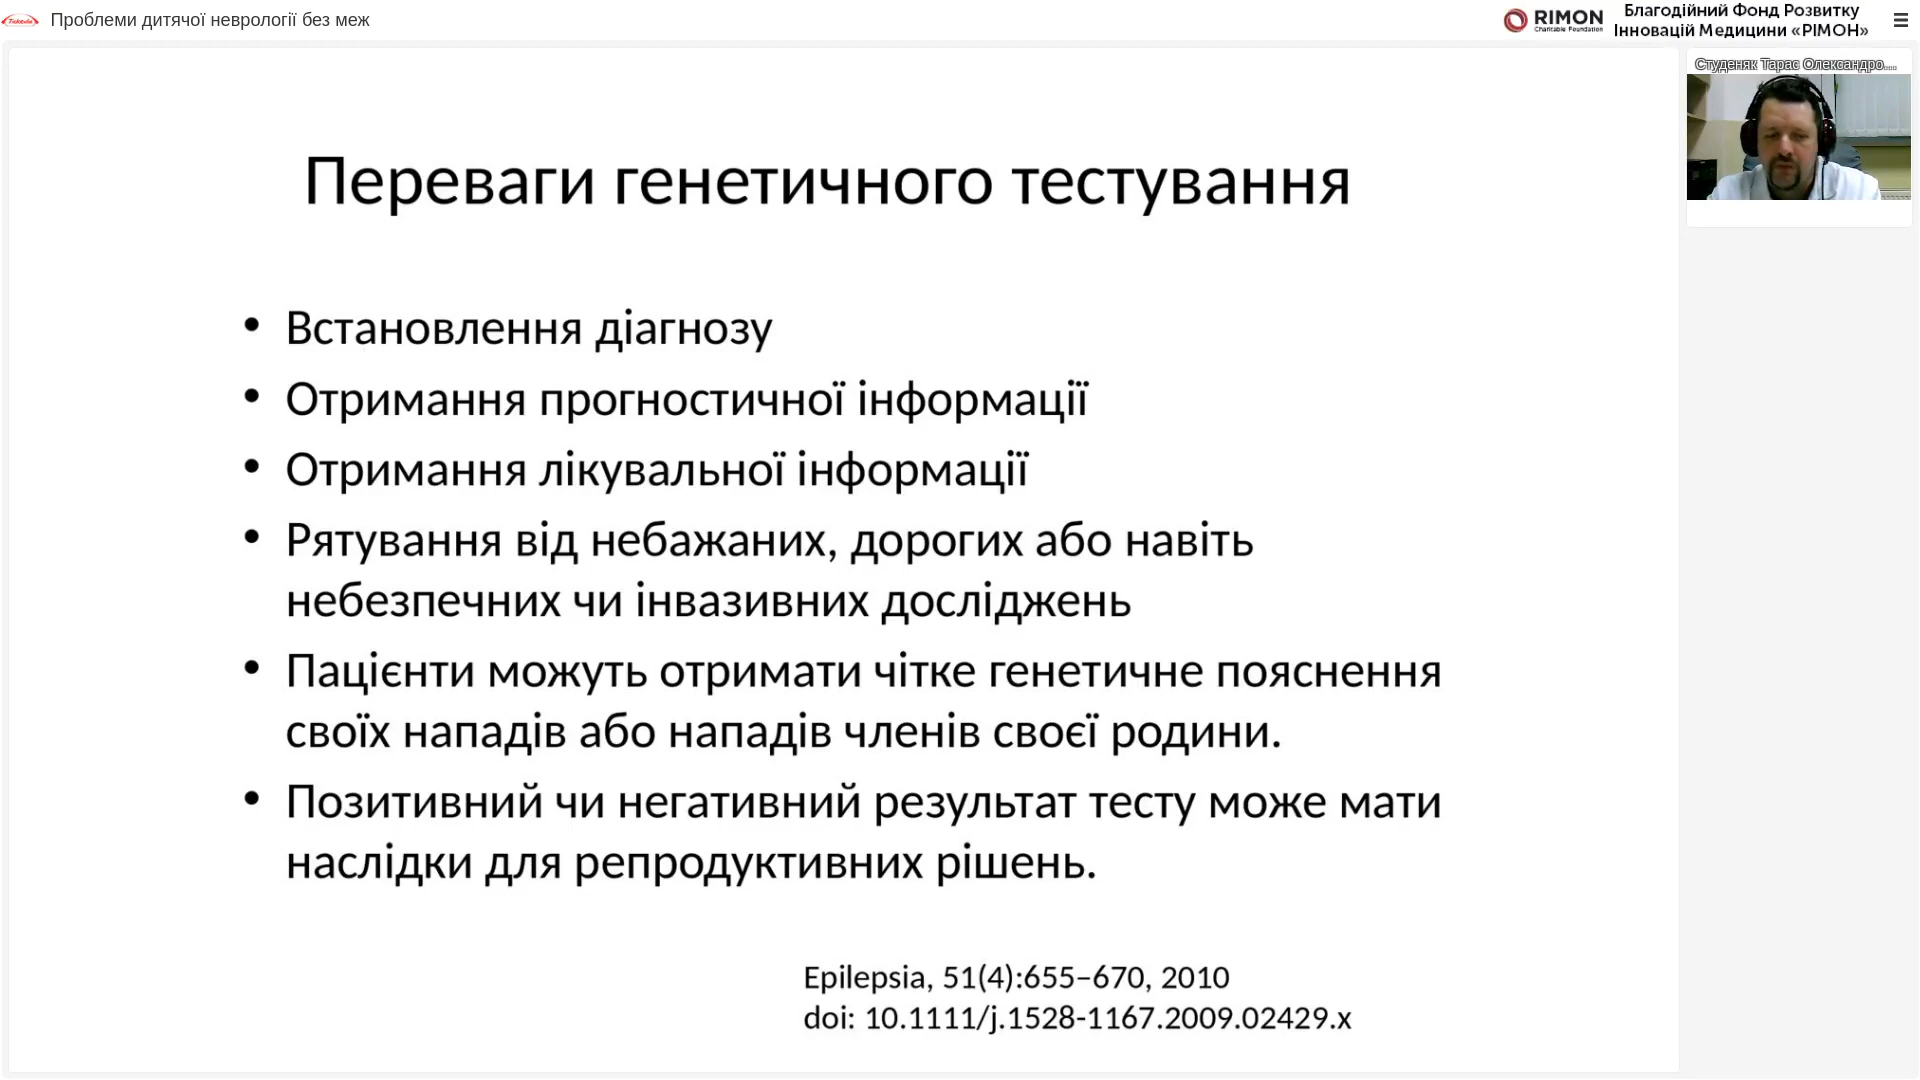 Takeda
Проблеми дитячої неврології без меж
RIMON
Charitable Foundation
Благодійний Фонд Розвитку
Інновацій Медицини «РІМОН»
Студеняк Тарас Олександро...
Переваги генетичного тестування
• Встановлення діагнозу
• Отримання прогностичної інформації
• Отримання лікувальної інформації
• Рятування від небажаних, дорогих або навіть
небезпечних чи інвазивних досліджень
• Пацієнти можуть отримати чітке генетичне пояснення
своїх нападів або нападів членів своєї родини.
• Позитивний чи негативний результат тесту може мати
наслідки для репродуктивних рішень.
Epilepsia, 51(4):655–670, 2010
doi: 10.1111/j.1528-1167.2009.02429.x